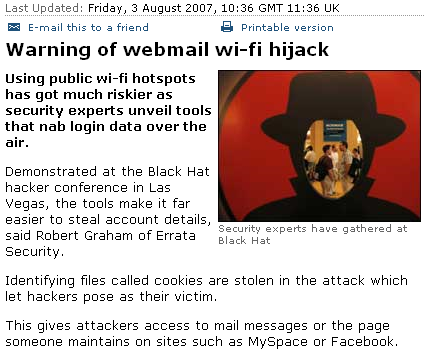 Last Updated: Friday, 3 August 2007, 10:36 GMT 11:36 UK
E-mail this to a friend
Printable version
Warning of webmail wi-fi hijack
Using public wi-fi hotspots
has got much riskier as
security experts unveil tools
that nab login data over the
air.
Demonstrated at the Black Hat
hacker conference in Las
Vegas, the tools make it far
easier to steal account details,
said Robert Graham of Errata
Security.
Security experts have gathered at
Black Hat
Identifying files called cookies are stolen in the attack which
let hackers pose as their victim.
This gives attackers access to mail messages or the page
someone maintains on sites such as MySpace or Facebook.